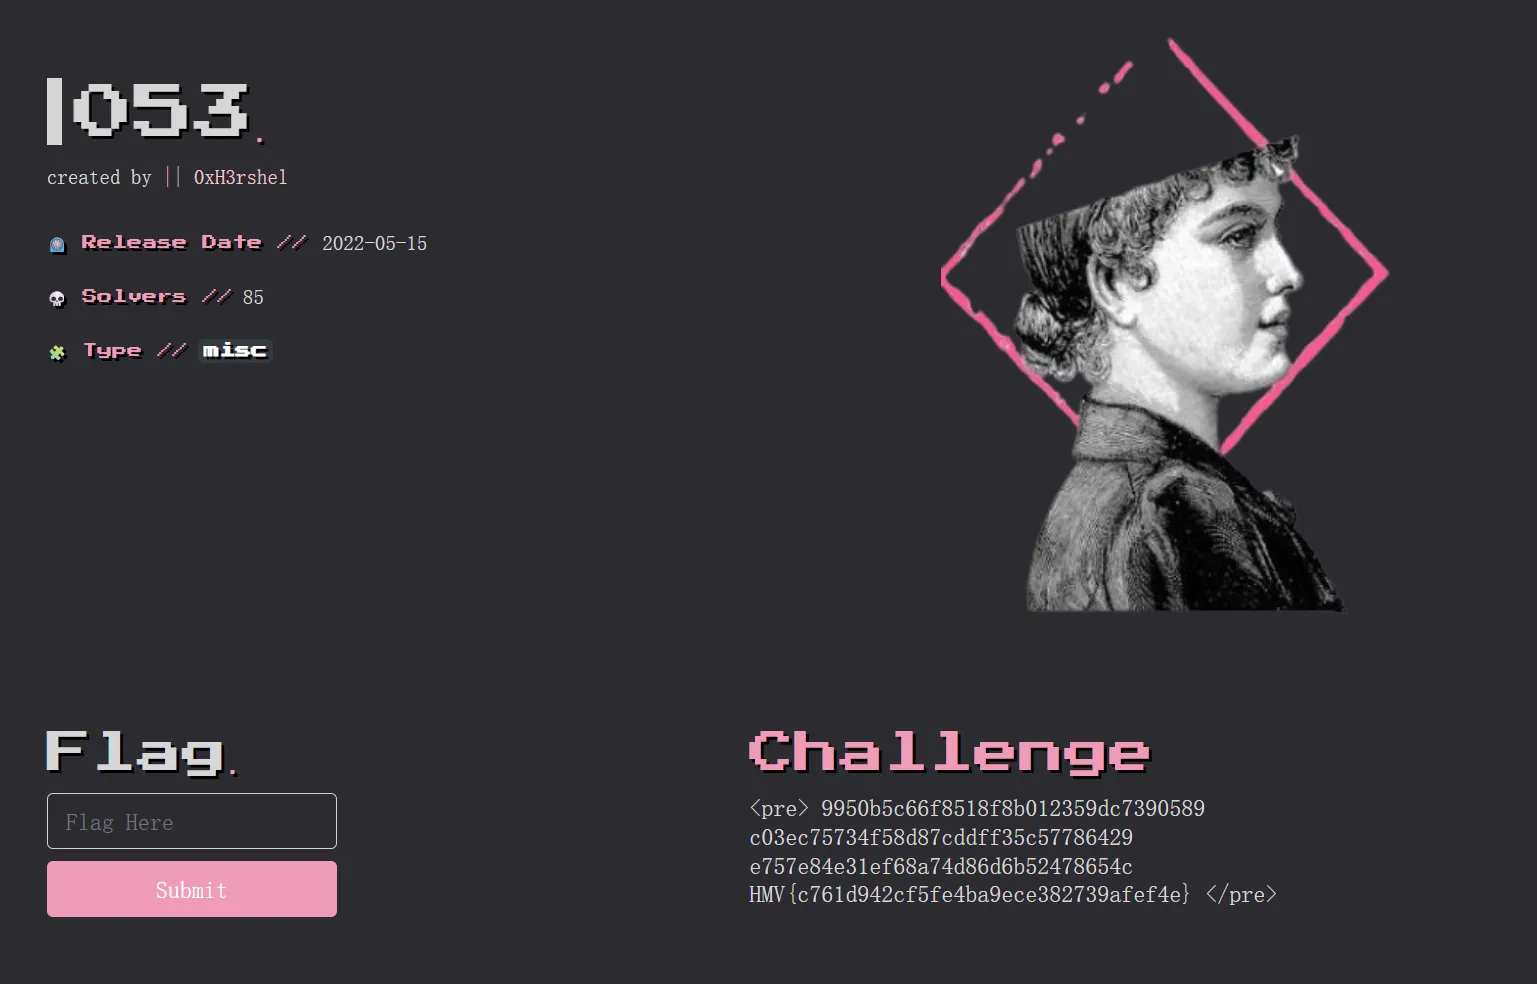 053.
created by || 0xH3rshel
Release Date // 2022-05-15
Solvers // 85
Type // misc
Flag.
Flag Here
Submit
Challenge
<pre> 9950b5c66f8518f8b012359dc7390589
c03ec75734f58d87cddff35c57786429
e757e84e31ef68a74d86d6b52478654c
HMV{c761d942cf5fe4ba9ece382739afef4e} </pre>